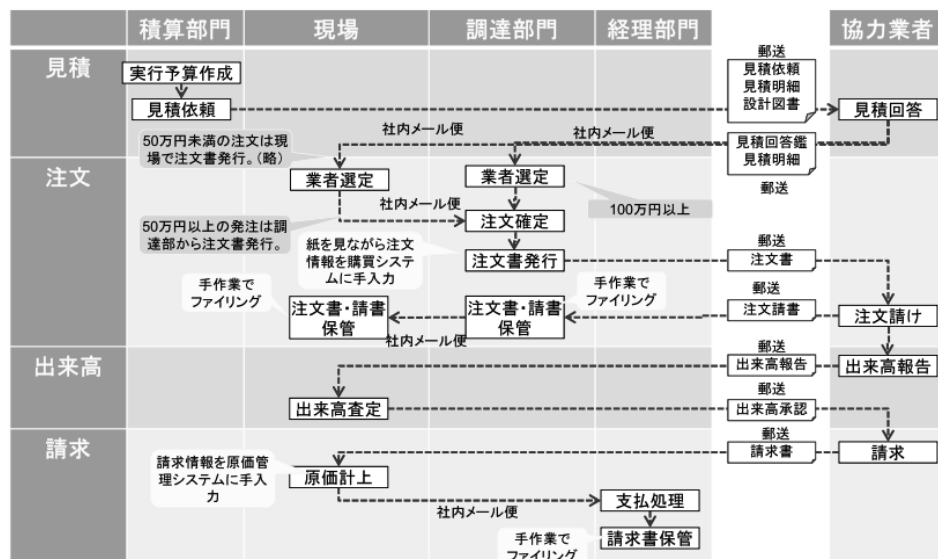 積算部門
現場
調達部門
経理部門
協力業者
見積
実行予算作成
見積依頼
郵送
見積依頼
見積明細
設計図書
見積回答
50万円未満の注文は現
場で注文書発行。(略)
社内メール便
社内メール便
見積回答鑑
見積明細
郵送
注文
業者選定
業者選定
100万円以上
50万円以上の発注は調
達部から注文書発行。
社内メール便
注文確定
紙を見ながら注文
情報を購買システ
ムに手入力
注文書発行
郵送
注文書
手作業で
ファイリング
注文書・請書
保管
注文書・請書
保管
手作業で
ファイリング
郵送
注文請書
注文請け
社内メール便
出来高
郵送
出来高報告
出来高報告
出来高査定
郵送
出来高承認
請求
郵送
請求書
請求
請求情報を原価管
理システムに手入
力
原価計上
社内メール便
支払処理
手作業で
ファイリング
請求書保管